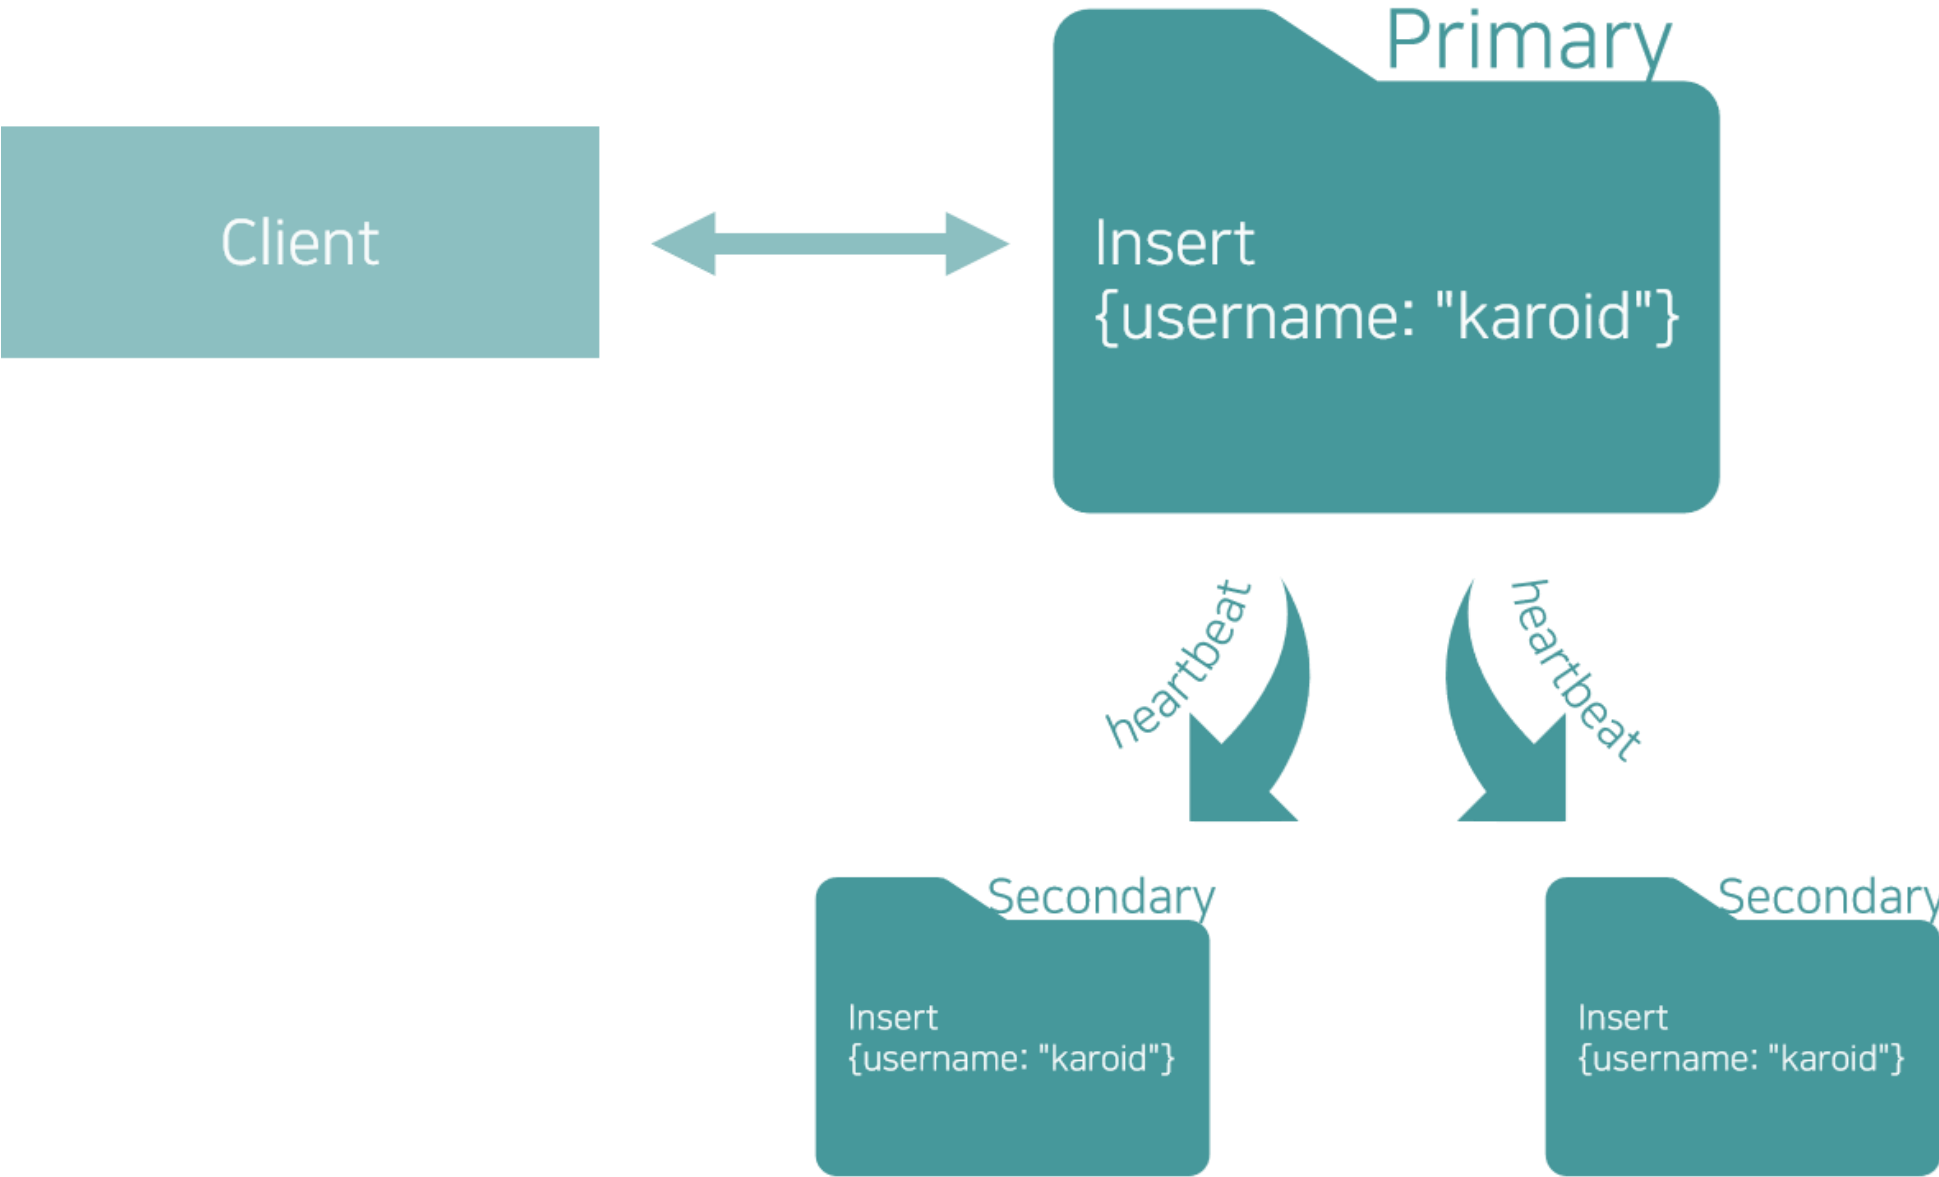 Primary
Client
Insert
{username: "karoid"}
heartbeat
heartbeat
Secondary
Insert
{username: "karoid"}
Secondary
Insert
{username: "karoid"}